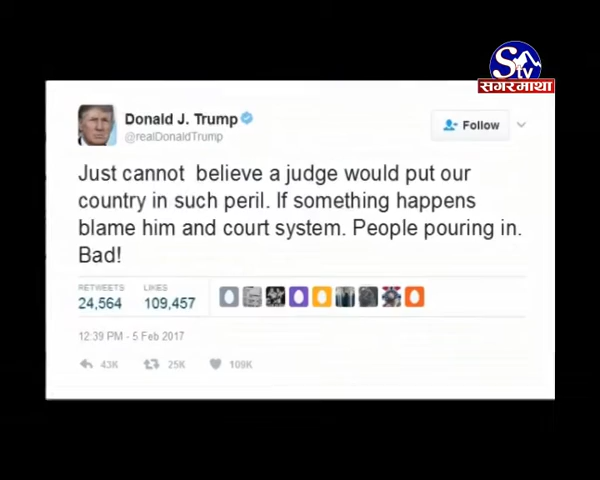 STV
सगरमाथा
Donald J. Trump
@realDonaldTrump
Follow
Just cannot believe a judge would put our
country in such peril. If something happens
blame him and court system. People pouring in.
Bad!
RETWEETS LIKES
24,564 109,457
12:39 PM - 5 Feb 2017
43K 25K 109K